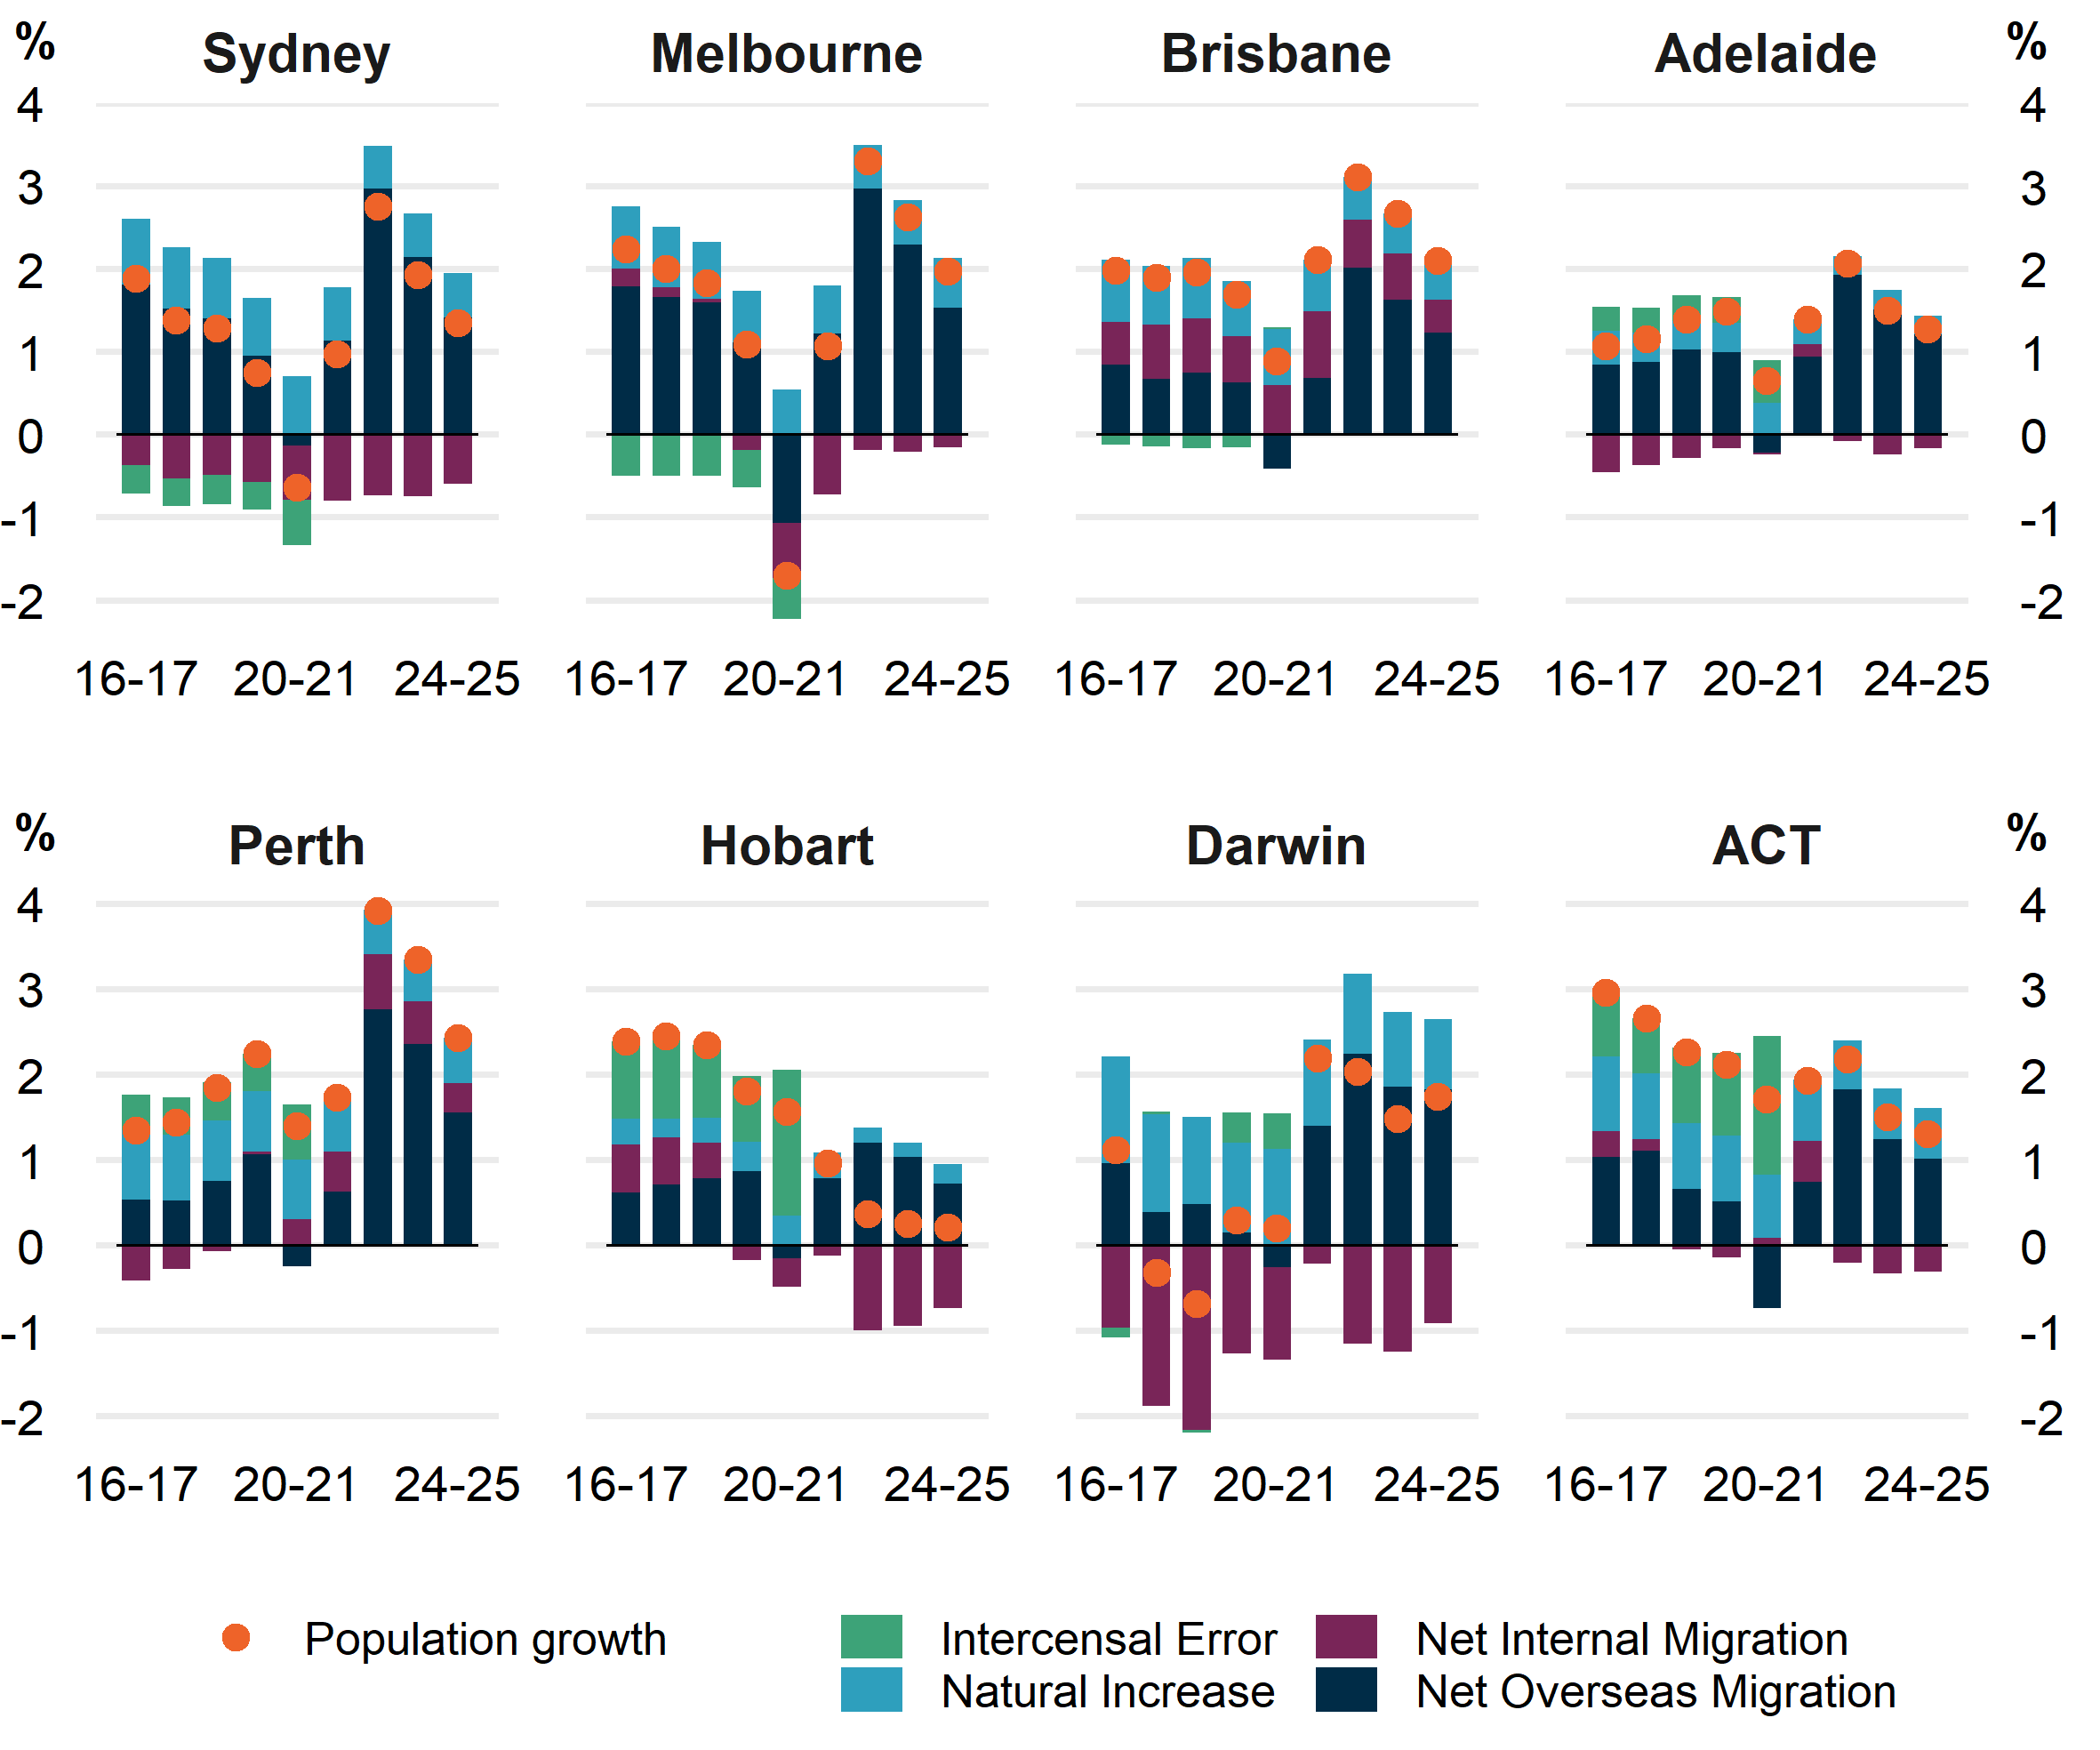 % Sydney Melbourne Brisbane Adelaide %
4 4
3 3
2 2
1 1
0 0
-1 -1
-2 -2
16-17 20-21 24-25 16-17 20-21 24-25 16-17 20-21 24-25 16-17 20-21 24-25
% Perth Hobart Darwin ACT %
4 4
3 3
2 2
1 1
0 0
-1 -1
-2 -2
16-17 20-21 24-25 16-17 20-21 24-25 16-17 20-21 24-25 16-17 20-21 24-25
Population growth Intercensal Error Net Internal Migration
Natural Increase Net Overseas Migration